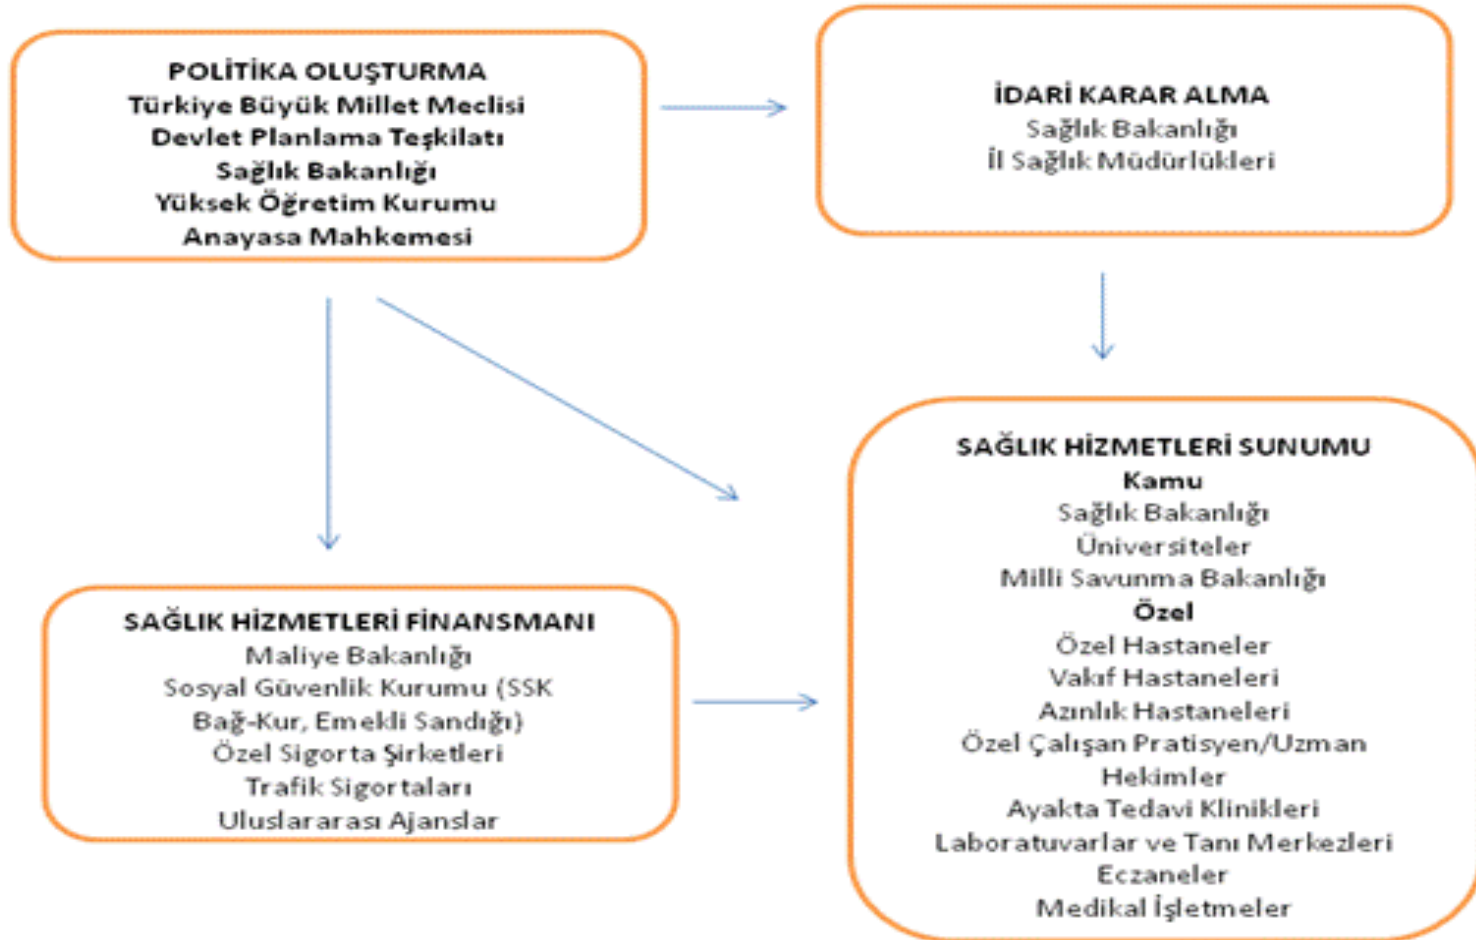 POLİTİKA OLUŞTURMA
Türkiye Büyük Millet Meclisi
Devlet Planlama Teşkilatı
Sağlık Bakanlığı
Yüksek Öğretim Kurumu
Anayasa Mahkemesi
İDARİ KARAR ALMA
Sağlık Bakanlığı
İl Sağlık Müdürlükleri
SAĞLIK HİZMETLERİ FİNANSMANI
Maliye Bakanlığı
Sosyal Güvenlik Kurumu (SSK
Bağ-Kur, Emekli Sandığı)
Özel Sigorta Şirketleri
Trafik Sigortaları
Uluslararası Ajanslar
SAĞLIK HİZMETLERİ SUNUMU
Kamu
Sağlık Bakanlığı
Üniversiteler
Milli Savunma Bakanlığı
Özel
Özel Hastaneler
Vakıf Hastaneleri
Azınlık Hastaneleri
Özel Çalışan Pratisyen/Uzman
Hekimler
Ayakta Tedavi Klinikleri
Laboratuvarlar ve Tanı Merkezleri
Eczaneler
Medikal İşletmeler